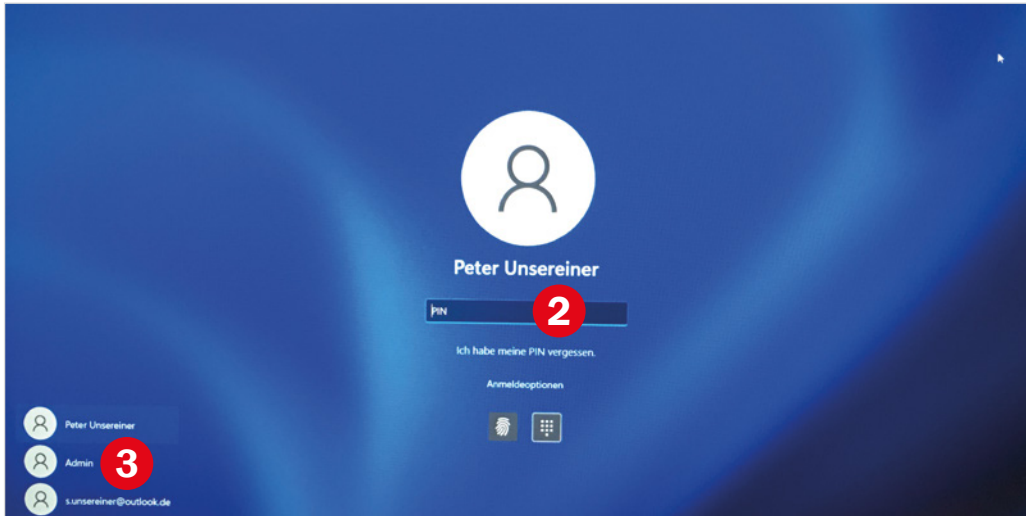 Peter Unsereiner
PIN
2
Ich habe meine PIN vergessen.
Anmeldeoptionen
Peter Unsereiner
Admin
3
s.unsereiner@outlook.de